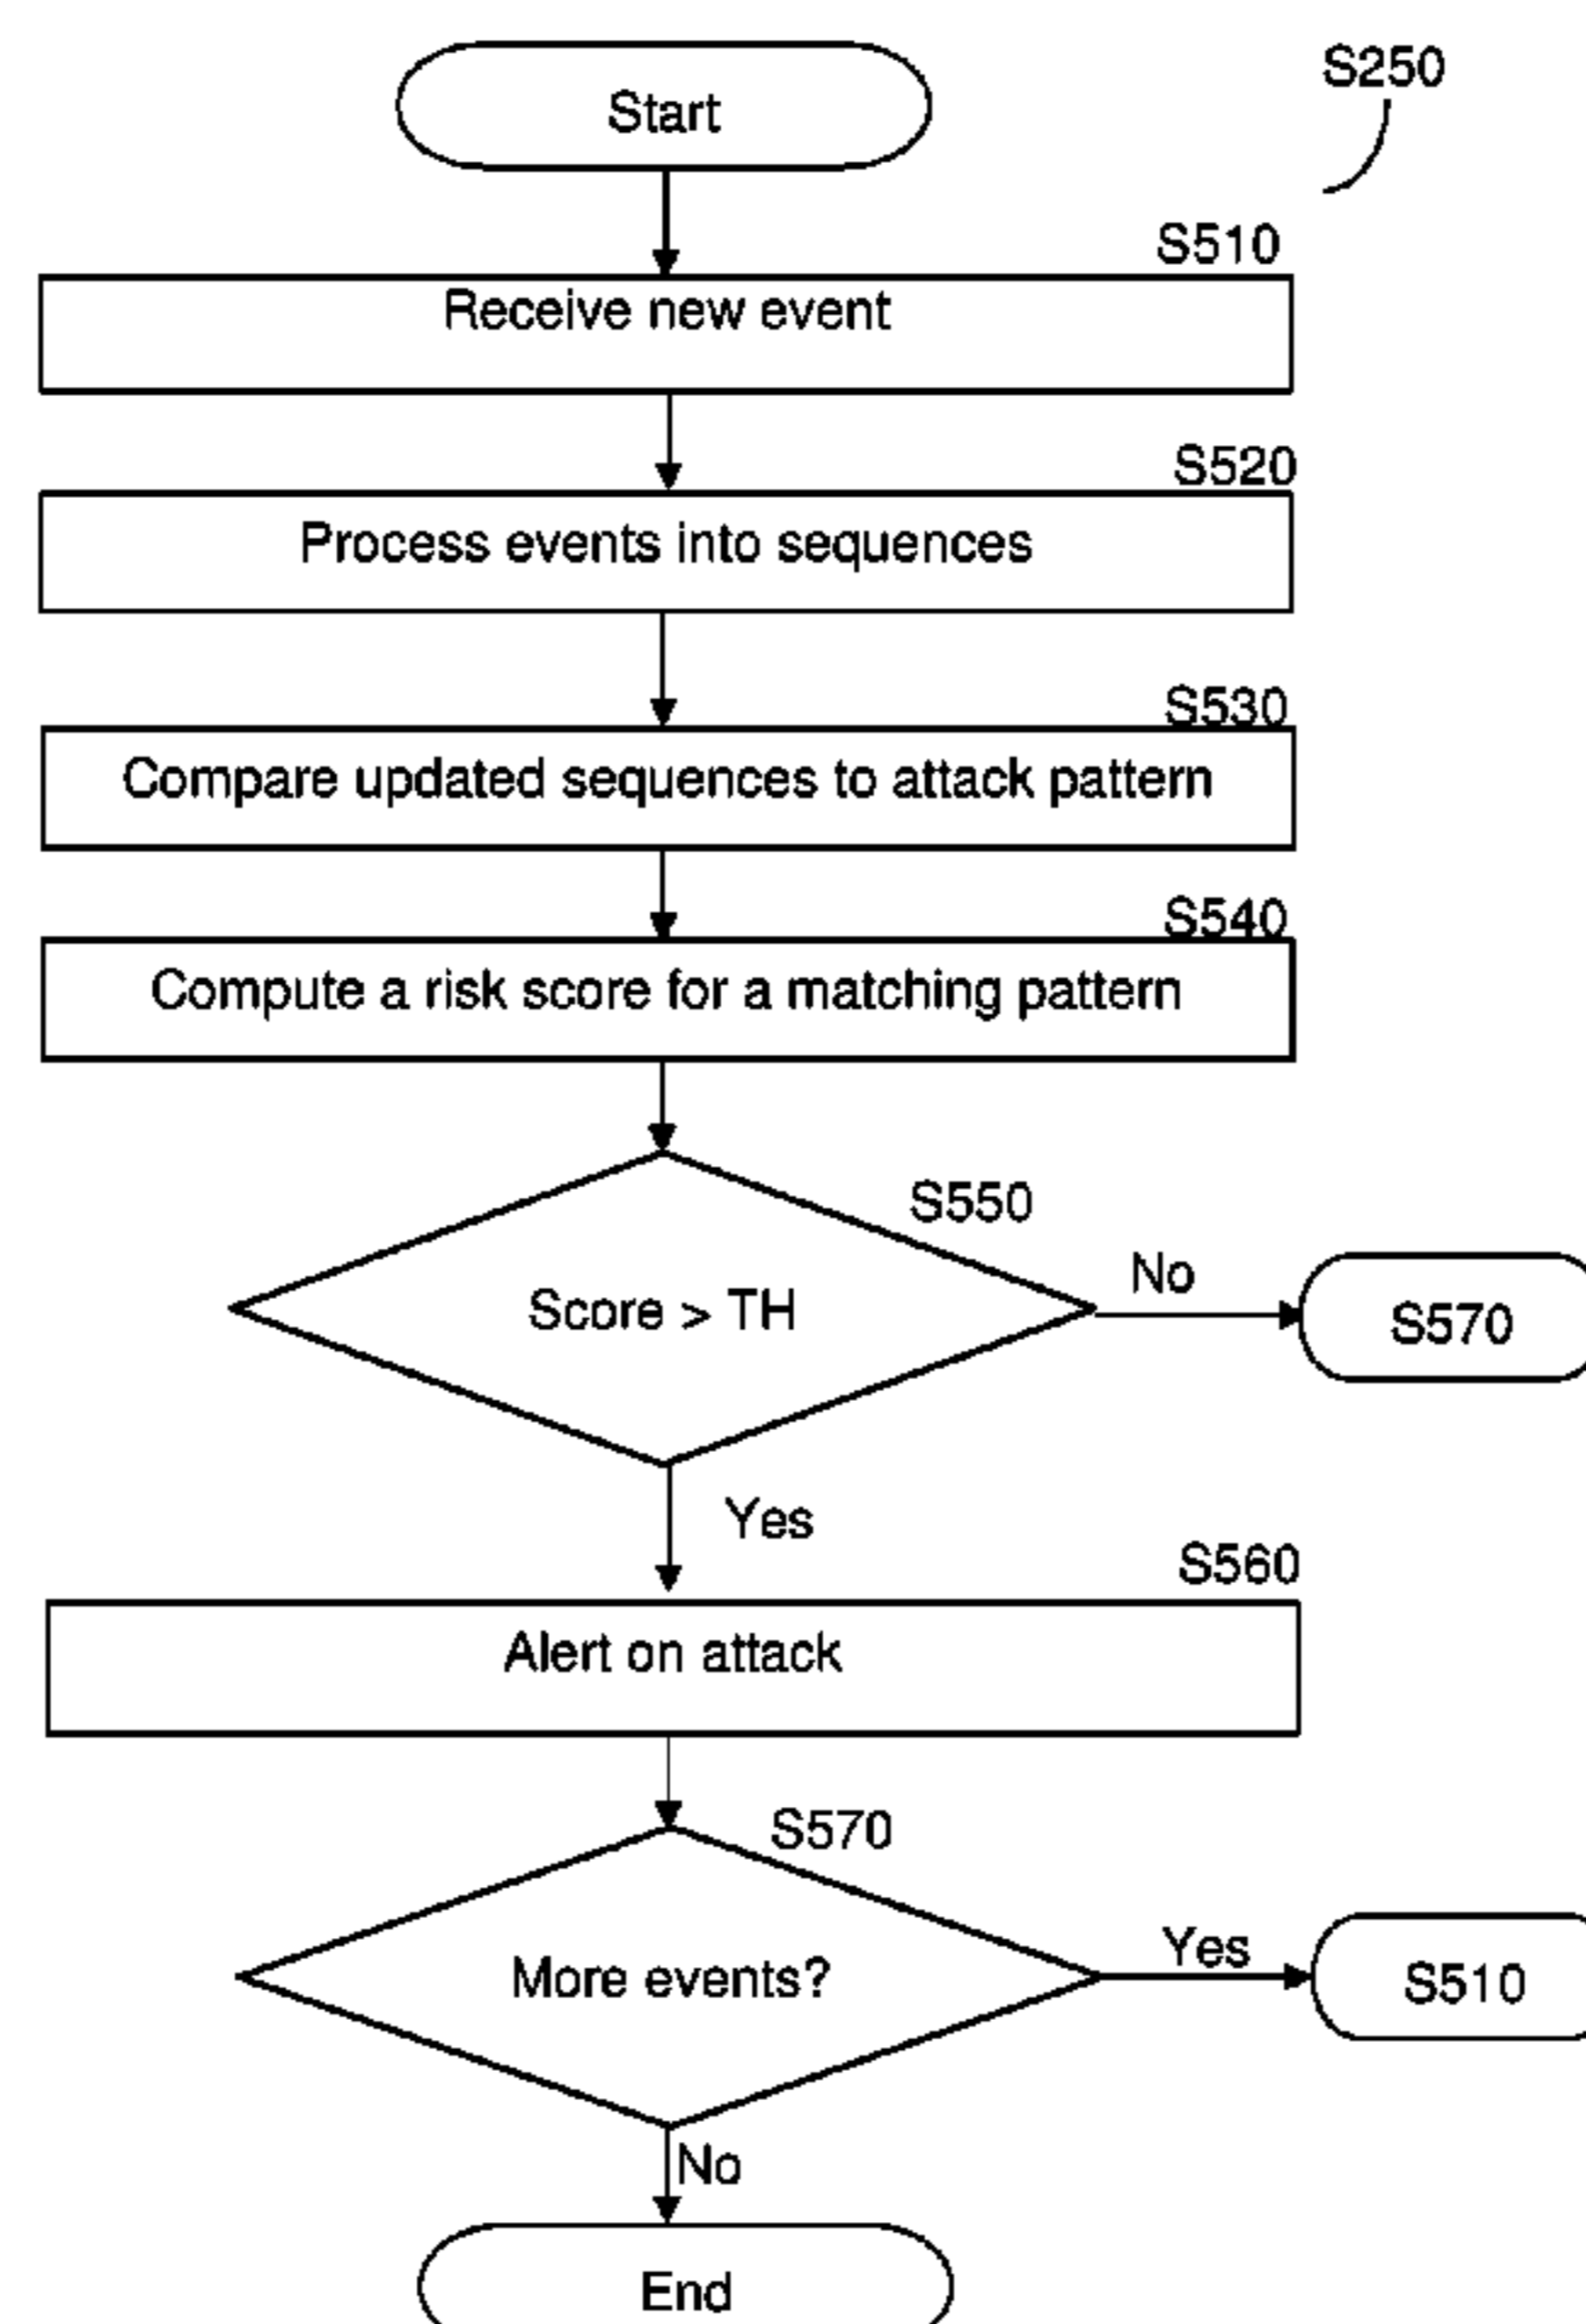 Start
S250
S510
Receive new event
S520
Process events into sequences
S530
Compare updated sequences to attack pattern
S540
Compute a risk score for a matching pattern
S550
Score > TH
No
S570
Yes
S560
Alert on attack
S570
More events?
Yes
S510
No
End